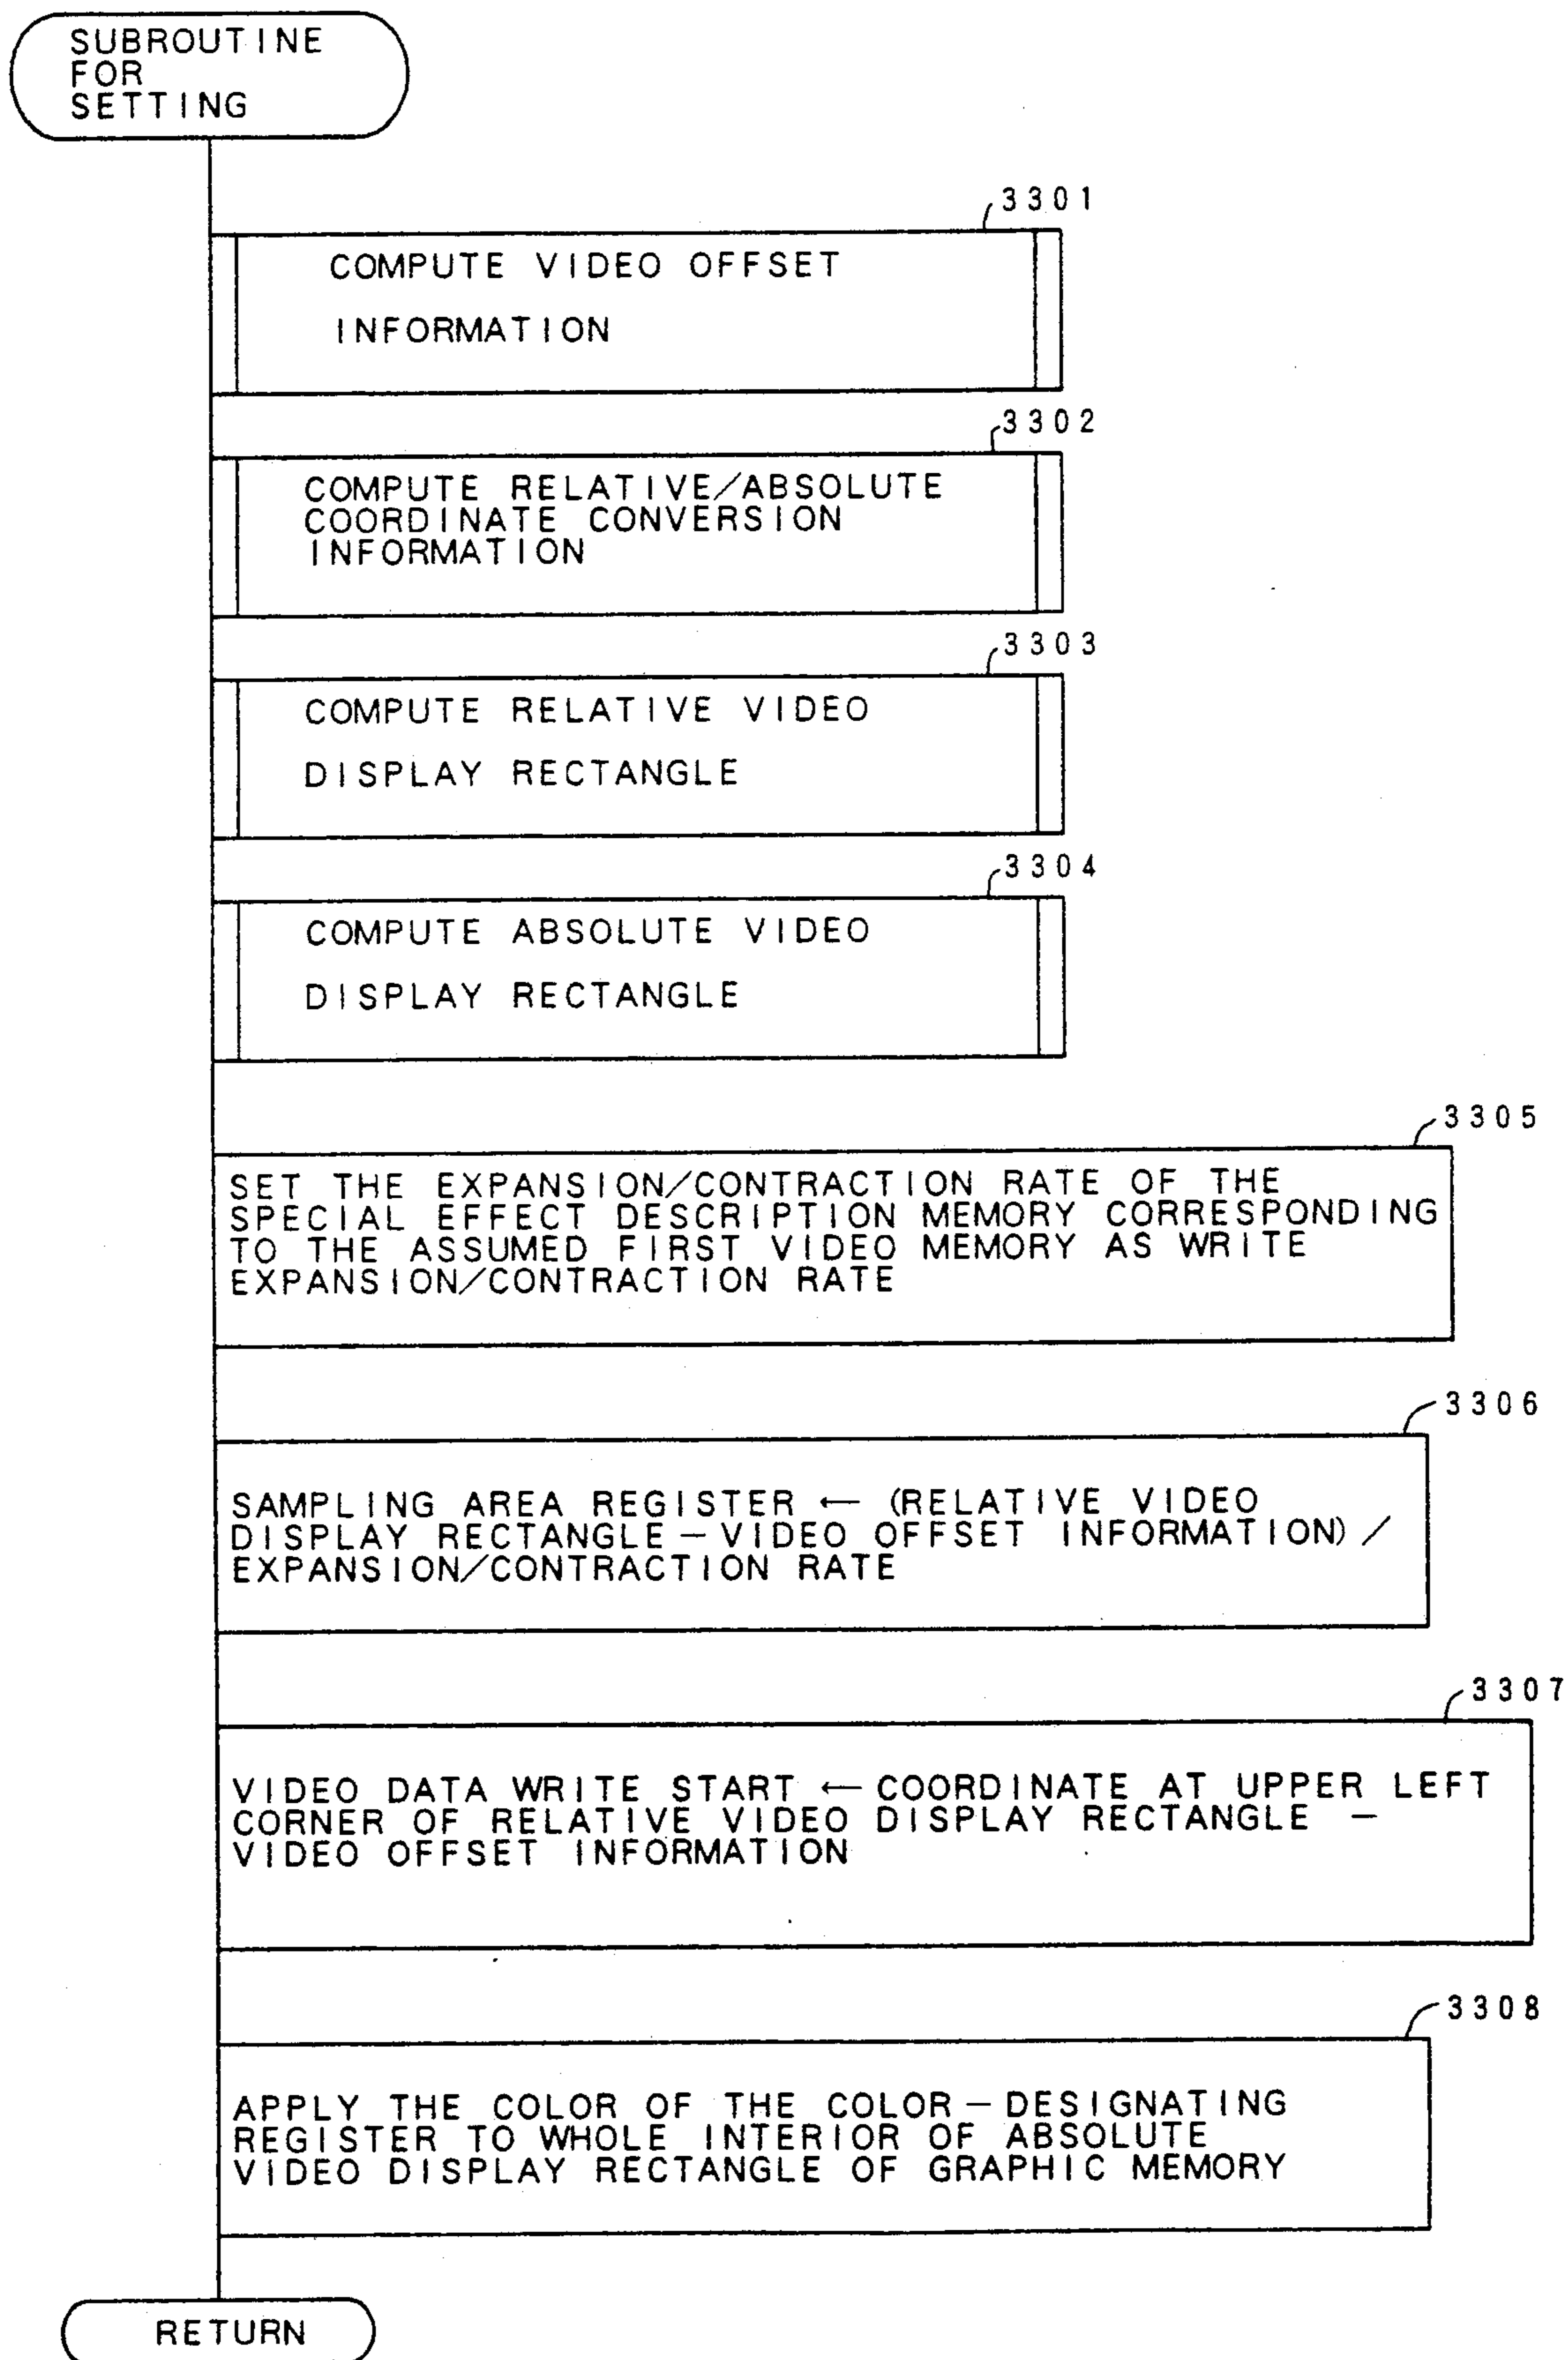 SUBROUTINE
FOR
SETTING
3301
COMPUTE VIDEO OFFSET
INFORMATION
3302
COMPUTE RELATIVE/ABSOLUTE
COORDINATE CONVERSION
INFORMATION
3303
COMPUTE RELATIVE VIDEO
DISPLAY RECTANGLE
3304
COMPUTE ABSOLUTE VIDEO
DISPLAY RECTANGLE
3305
SET THE EXPANSION/CONTRACTION RATE OF THE
SPECIAL EFFECT DESCRIPTION MEMORY CORRESPONDING
TO THE ASSUMED FIRST VIDEO MEMORY AS WRITE
EXPANSION/CONTRACTION RATE
3306
SAMPLING AREA REGISTER ← (RELATIVE VIDEO
DISPLAY RECTANGLE – VIDEO OFFSET INFORMATION) /
EXPANSION/CONTRACTION RATE
3307
VIDEO DATA WRITE START ← COORDINATE AT UPPER LEFT
CORNER OF RELATIVE VIDEO DISPLAY RECTANGLE –
VIDEO OFFSET INFORMATION
3308
APPLY THE COLOR OF THE COLOR – DESIGNATING
REGISTER TO WHOLE INTERIOR OF ABSOLUTE
VIDEO DISPLAY RECTANGLE OF GRAPHIC MEMORY
RETURN